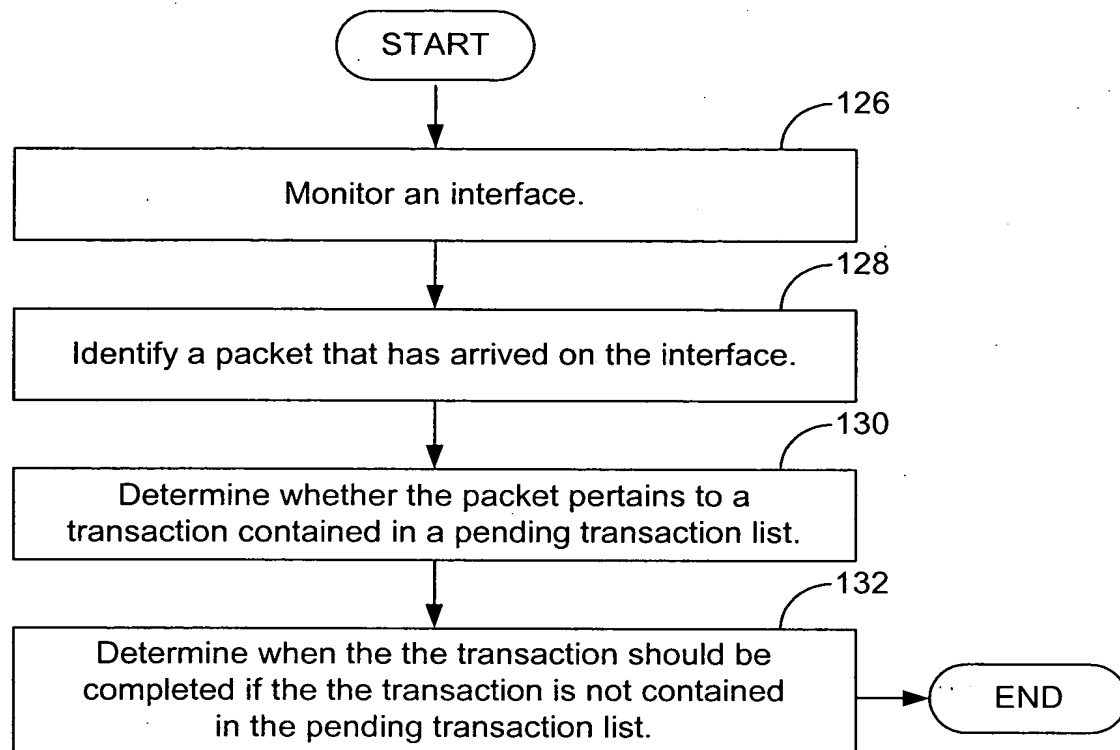 START
126
Monitor an interface.
128
Identify a packet that has arrived on the interface.
130
Determine whether the packet pertains to a
transaction contained in a pending transaction list.
132
Determine when the the transaction should be
completed if the the transaction is not contained
in the pending transaction list.
END